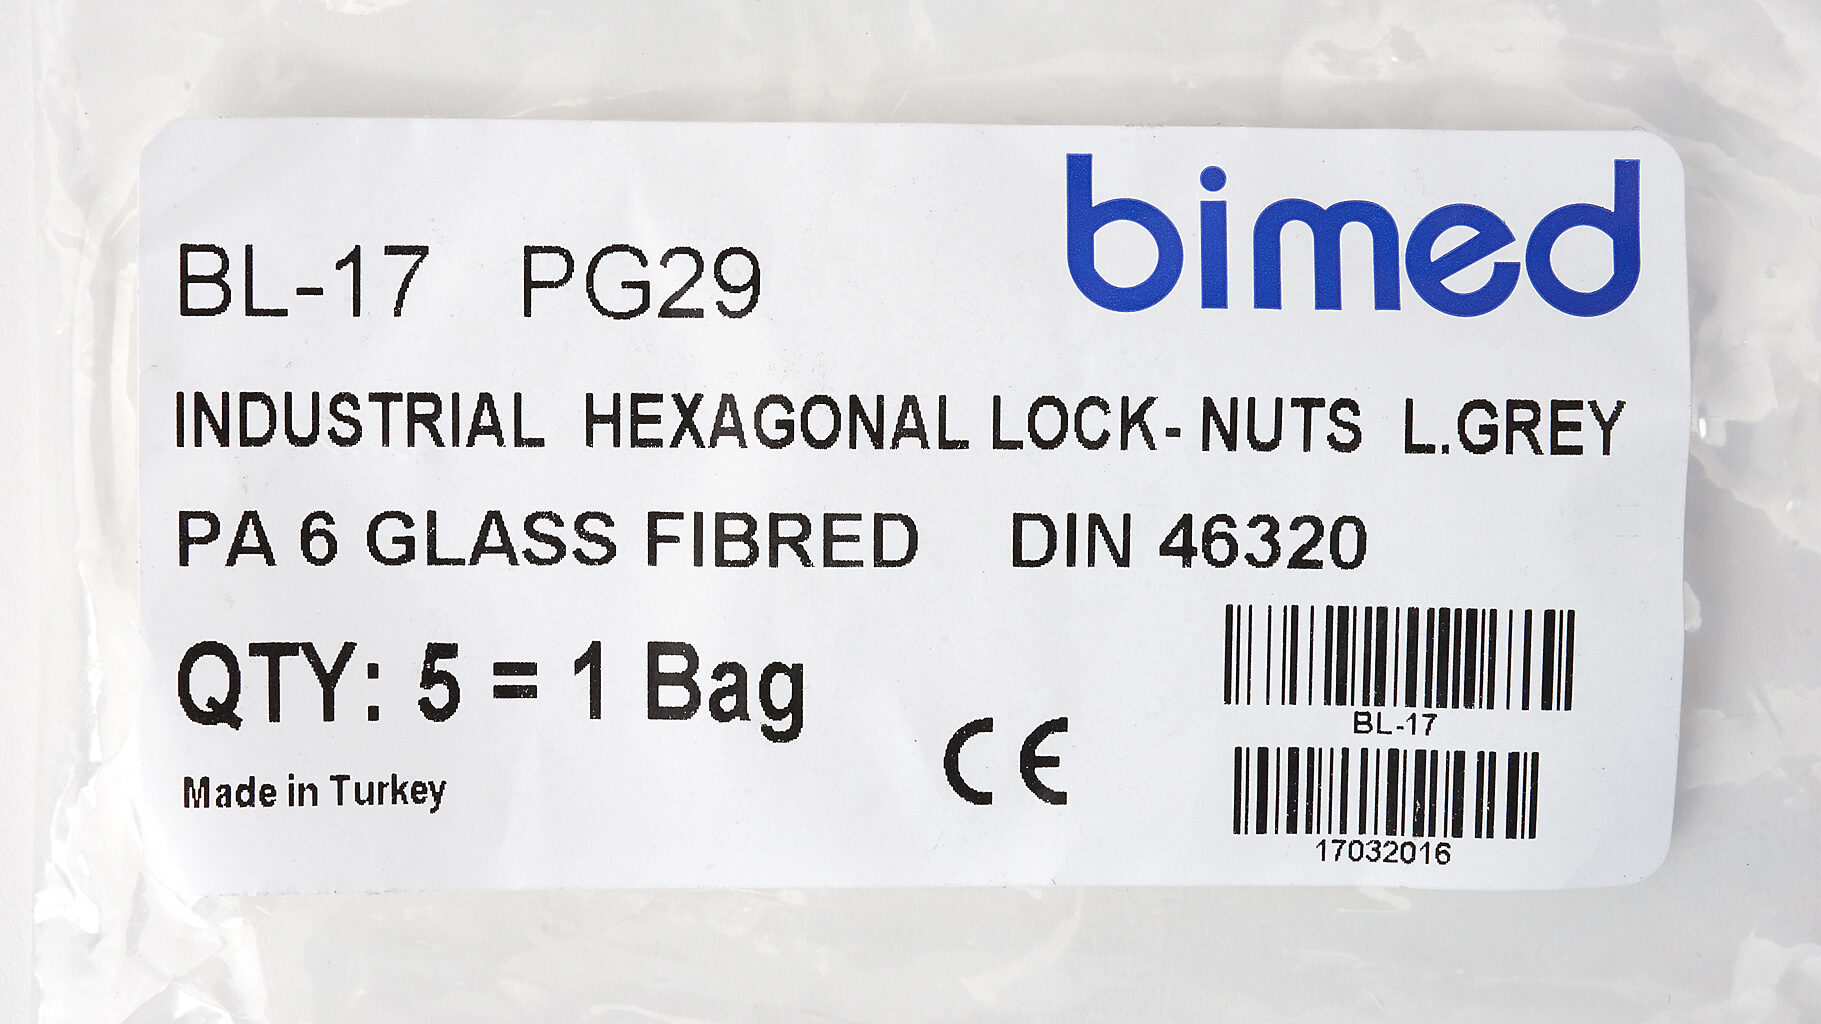 bimed
BL-17 PG29
INDUSTRIAL HEXAGONAL LOCK- NUTS L.GREY
PA 6 GLASS FIBRED DIN 46320
QTY: 5 = 1 Bag
BL-17
CE
Made in Turkey
17032016